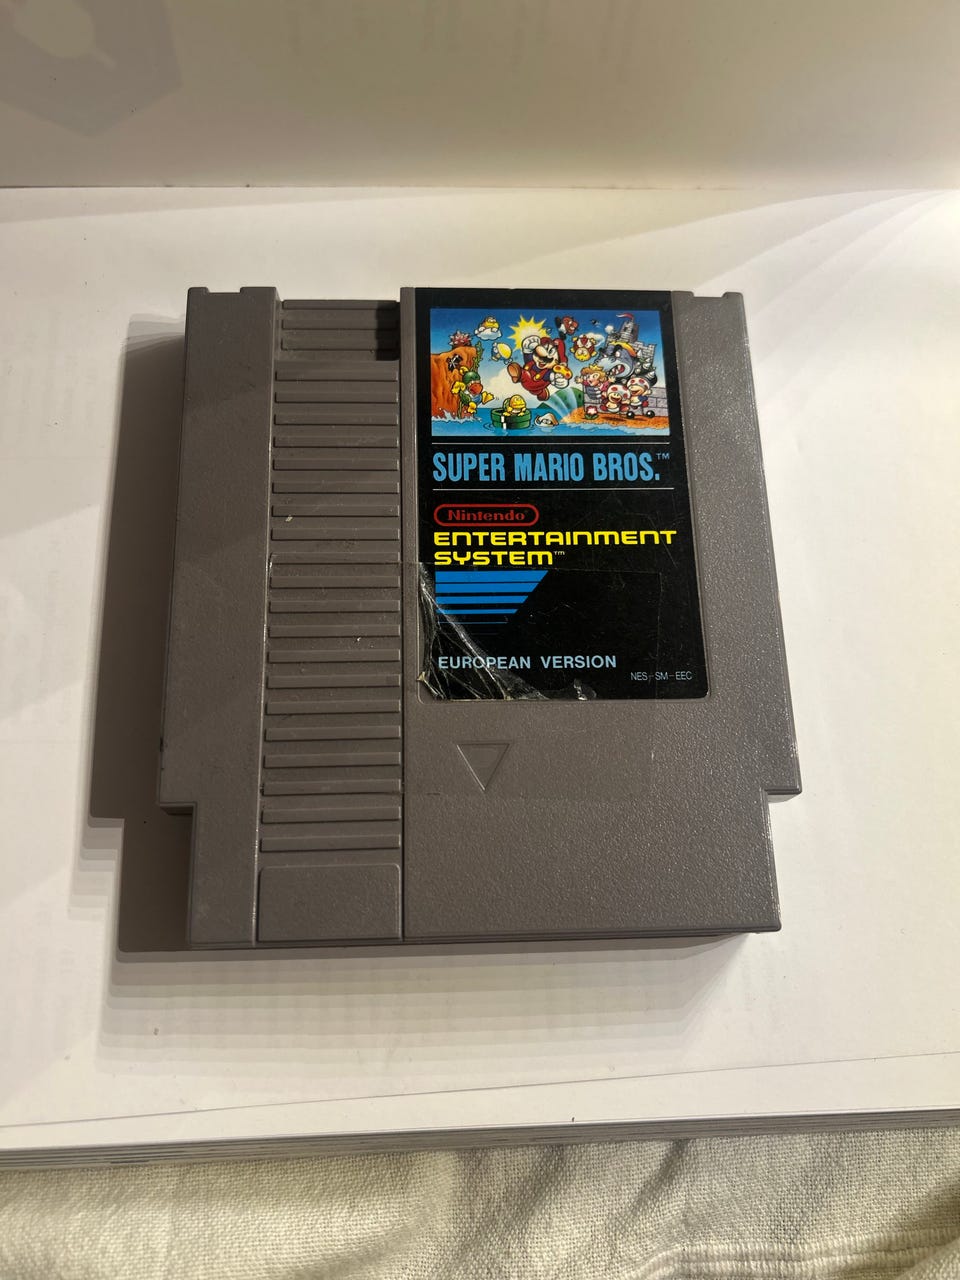 SUPER MARIO BROS.™
Nintendo®
ENTERTAINMENT
SYSTEM™
EUROPEAN VERSION
NES-SM-EEC